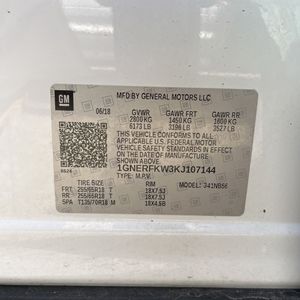 GM
MFD BY GENERAL MOTORS LLC
06/18
GVWR GAWR FRT GAWR RR
2800 KG 1450 KG 1600 KG
6173 LB 3196 LB 3527 LB
THIS VEHICLE CONFORMS TO ALL
APPLICABLE U.S. FEDERAL MOTOR
VEHICLE SAFETY STANDARDS IN
EFFECT ON THE DATE OF
MANUFACTURE SHOWN ABOVE.
1GNERFKW3KJ107144
TYPE: M.P.V. MODEL: J41NB56
TIRE SIZE RIM
FRT 255/65R18 T 18X7.5J
RR 255/65R18 T 18X7.5J
SPA T135/70R18 M 18X4.5B